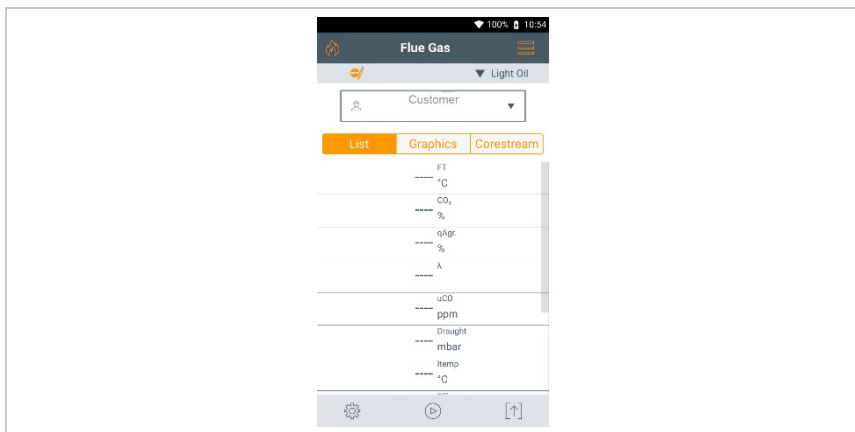 100% 10:54
Flue Gas
Light Oil
Customer
List Graphics Corestream
FT
---- °C
CO₂
---- %
qAgr.
---- %
λ
----
uCO
---- ppm
Draught
---- mbar
Itemp
---- °C